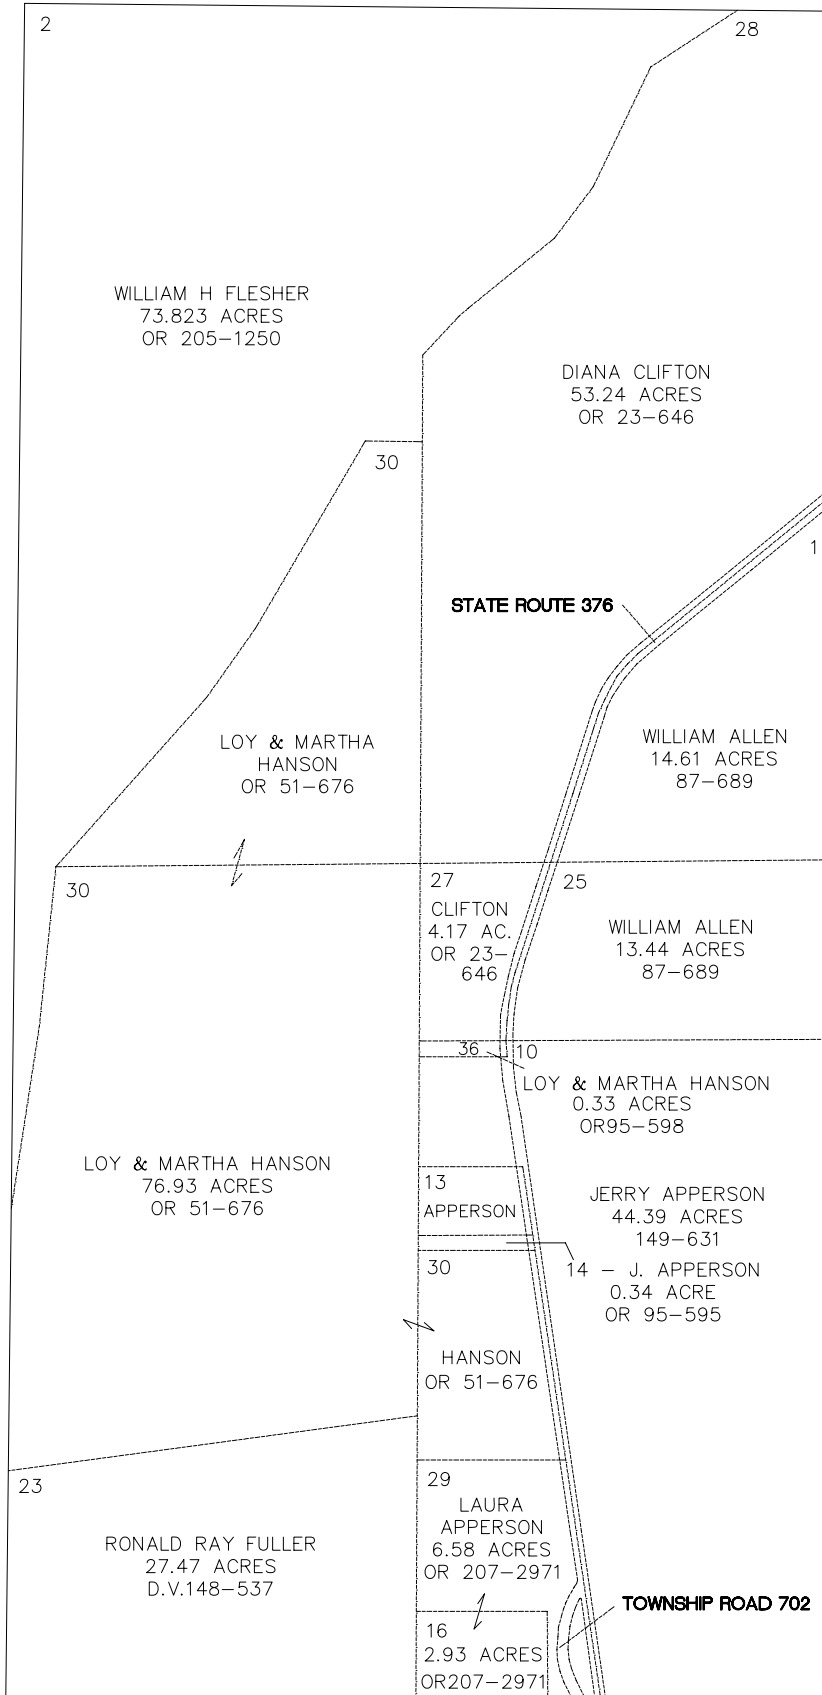 2
28
WILLIAM H FLESHER
73.823 ACRES
OR 205-1250
DIANA CLIFTON
53.24 ACRES
OR 23-646
30
1
STATE ROUTE 376
LOY & MARTHA
HANSON
OR 51-676
WILLIAM ALLEN
14.61 ACRES
87-689
30
27
25
CLIFTON
4.17 AC.
OR 23-
646
WILLIAM ALLEN
13.44 ACRES
87-689
36
10
LOY & MARTHA HANSON
0.33 ACRES
OR95-598
LOY & MARTHA HANSON
76.93 ACRES
OR 51-676
13
APPERSON
JERRY APPERSON
44.39 ACRES
149-631
30
14 - J. APPERSON
0.34 ACRE
OR 95-595
HANSON
OR 51-676
23
29
RONALD RAY FULLER
27.47 ACRES
D.V.148-537
LAURA
APPERSON
6.58 ACRES
OR 207-2971
TOWNSHIP ROAD 702
16
2.93 ACRES
OR207-2971